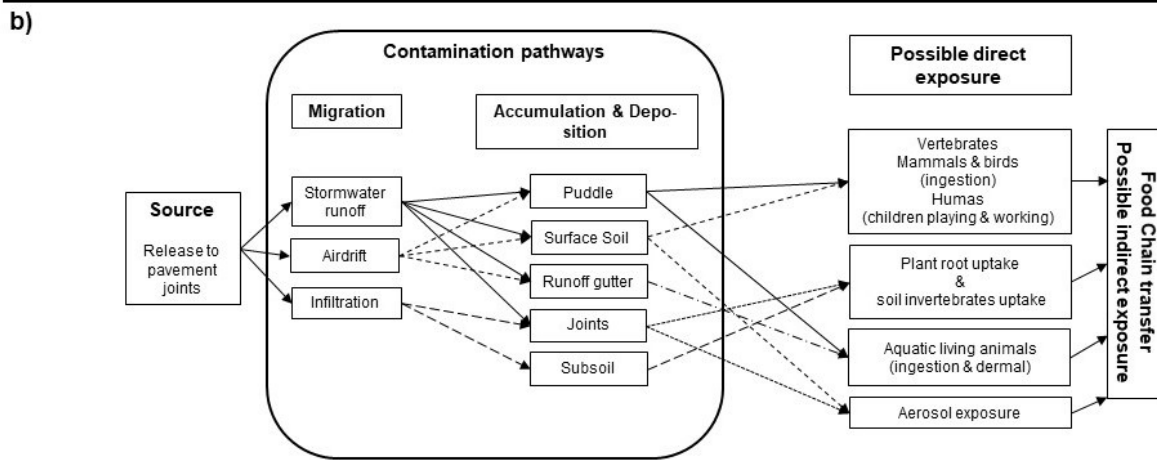 b)
Contamination pathways
Possible direct
exposure
Migration
Accumulation & Depo-
sition
Source
Release to
pavement
joints
Stormwater
runoff
Airdrift
Infiltration
Puddle
Surface Soil
Runoff gutter
Joints
Subsoil
Vertebrates
Mammals & birds
(ingestion)
Humas
(children playing & working)
Plant root uptake
&
soil invertebrates uptake
Aquatic living animals
(ingestion & dermal)
Aerosol exposure
Food Chain transfer
Possible indirect exposure